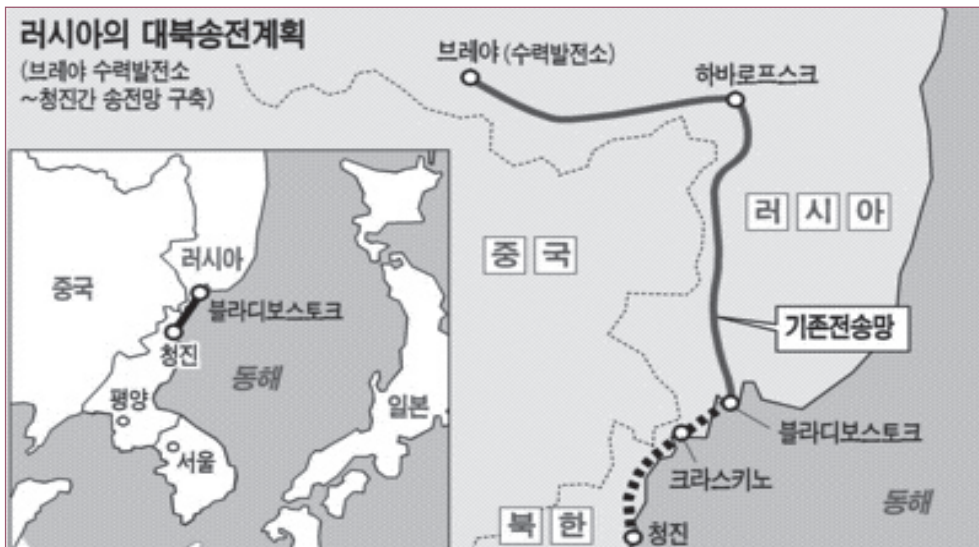 러시아의 대북송전계획
(브레야 수력발전소
~청진간 송전망 구축)
브레야 (수력발전소)
하바로프스크
러시아
중국
기존전송망
블라디보스토크
크라스키노
동해
북한
청진
중국
러시아
블라디보스토크
청진
동해
평양
일본
서울